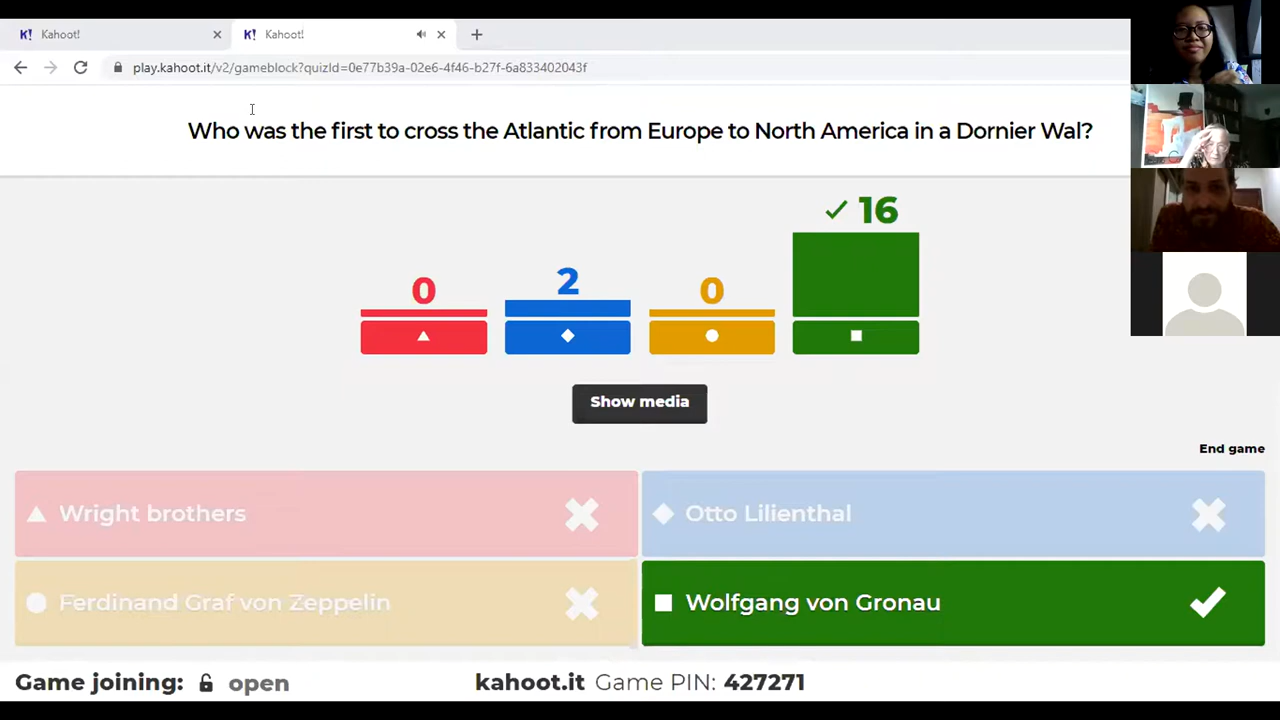 K! Kahoot!
K! Kahoot!
play.kahoot.it/v2/gameblock?quizId=0e77b39a-02e6-4f46-b27f-6a833402043f
Who was the first to cross the Atlantic from Europe to North America in a Dornier Wal?
0
2
0
16
Show media
End game
Wright brothers
Otto Lilienthal
Ferdinand Graf von Zeppelin
Wolfgang von Gronau
Game joining: open
kahoot.it Game PIN: 427271